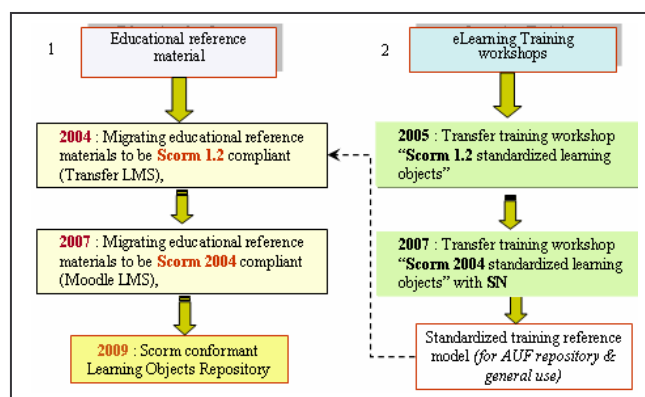 1
Educational reference
material
2004 : Migrating educational reference
materials to be Scorm 1.2 compliant
(Transfer LMS),
2007 : Migrating educational reference
materials to be Scorm 2004 compliant
(Moodle LMS),
2009 : Scorm conformant
Learning Objects Repository
2
eLearning Training
workshops
2005 : Transfer training workshop
“Scorm 1.2 standardized learning
objects”
2007 : Transfer training workshop
“Scorm 2004 standardized learning
objects” with SN
Standardized training reference
model (for AUF repository &
general use)